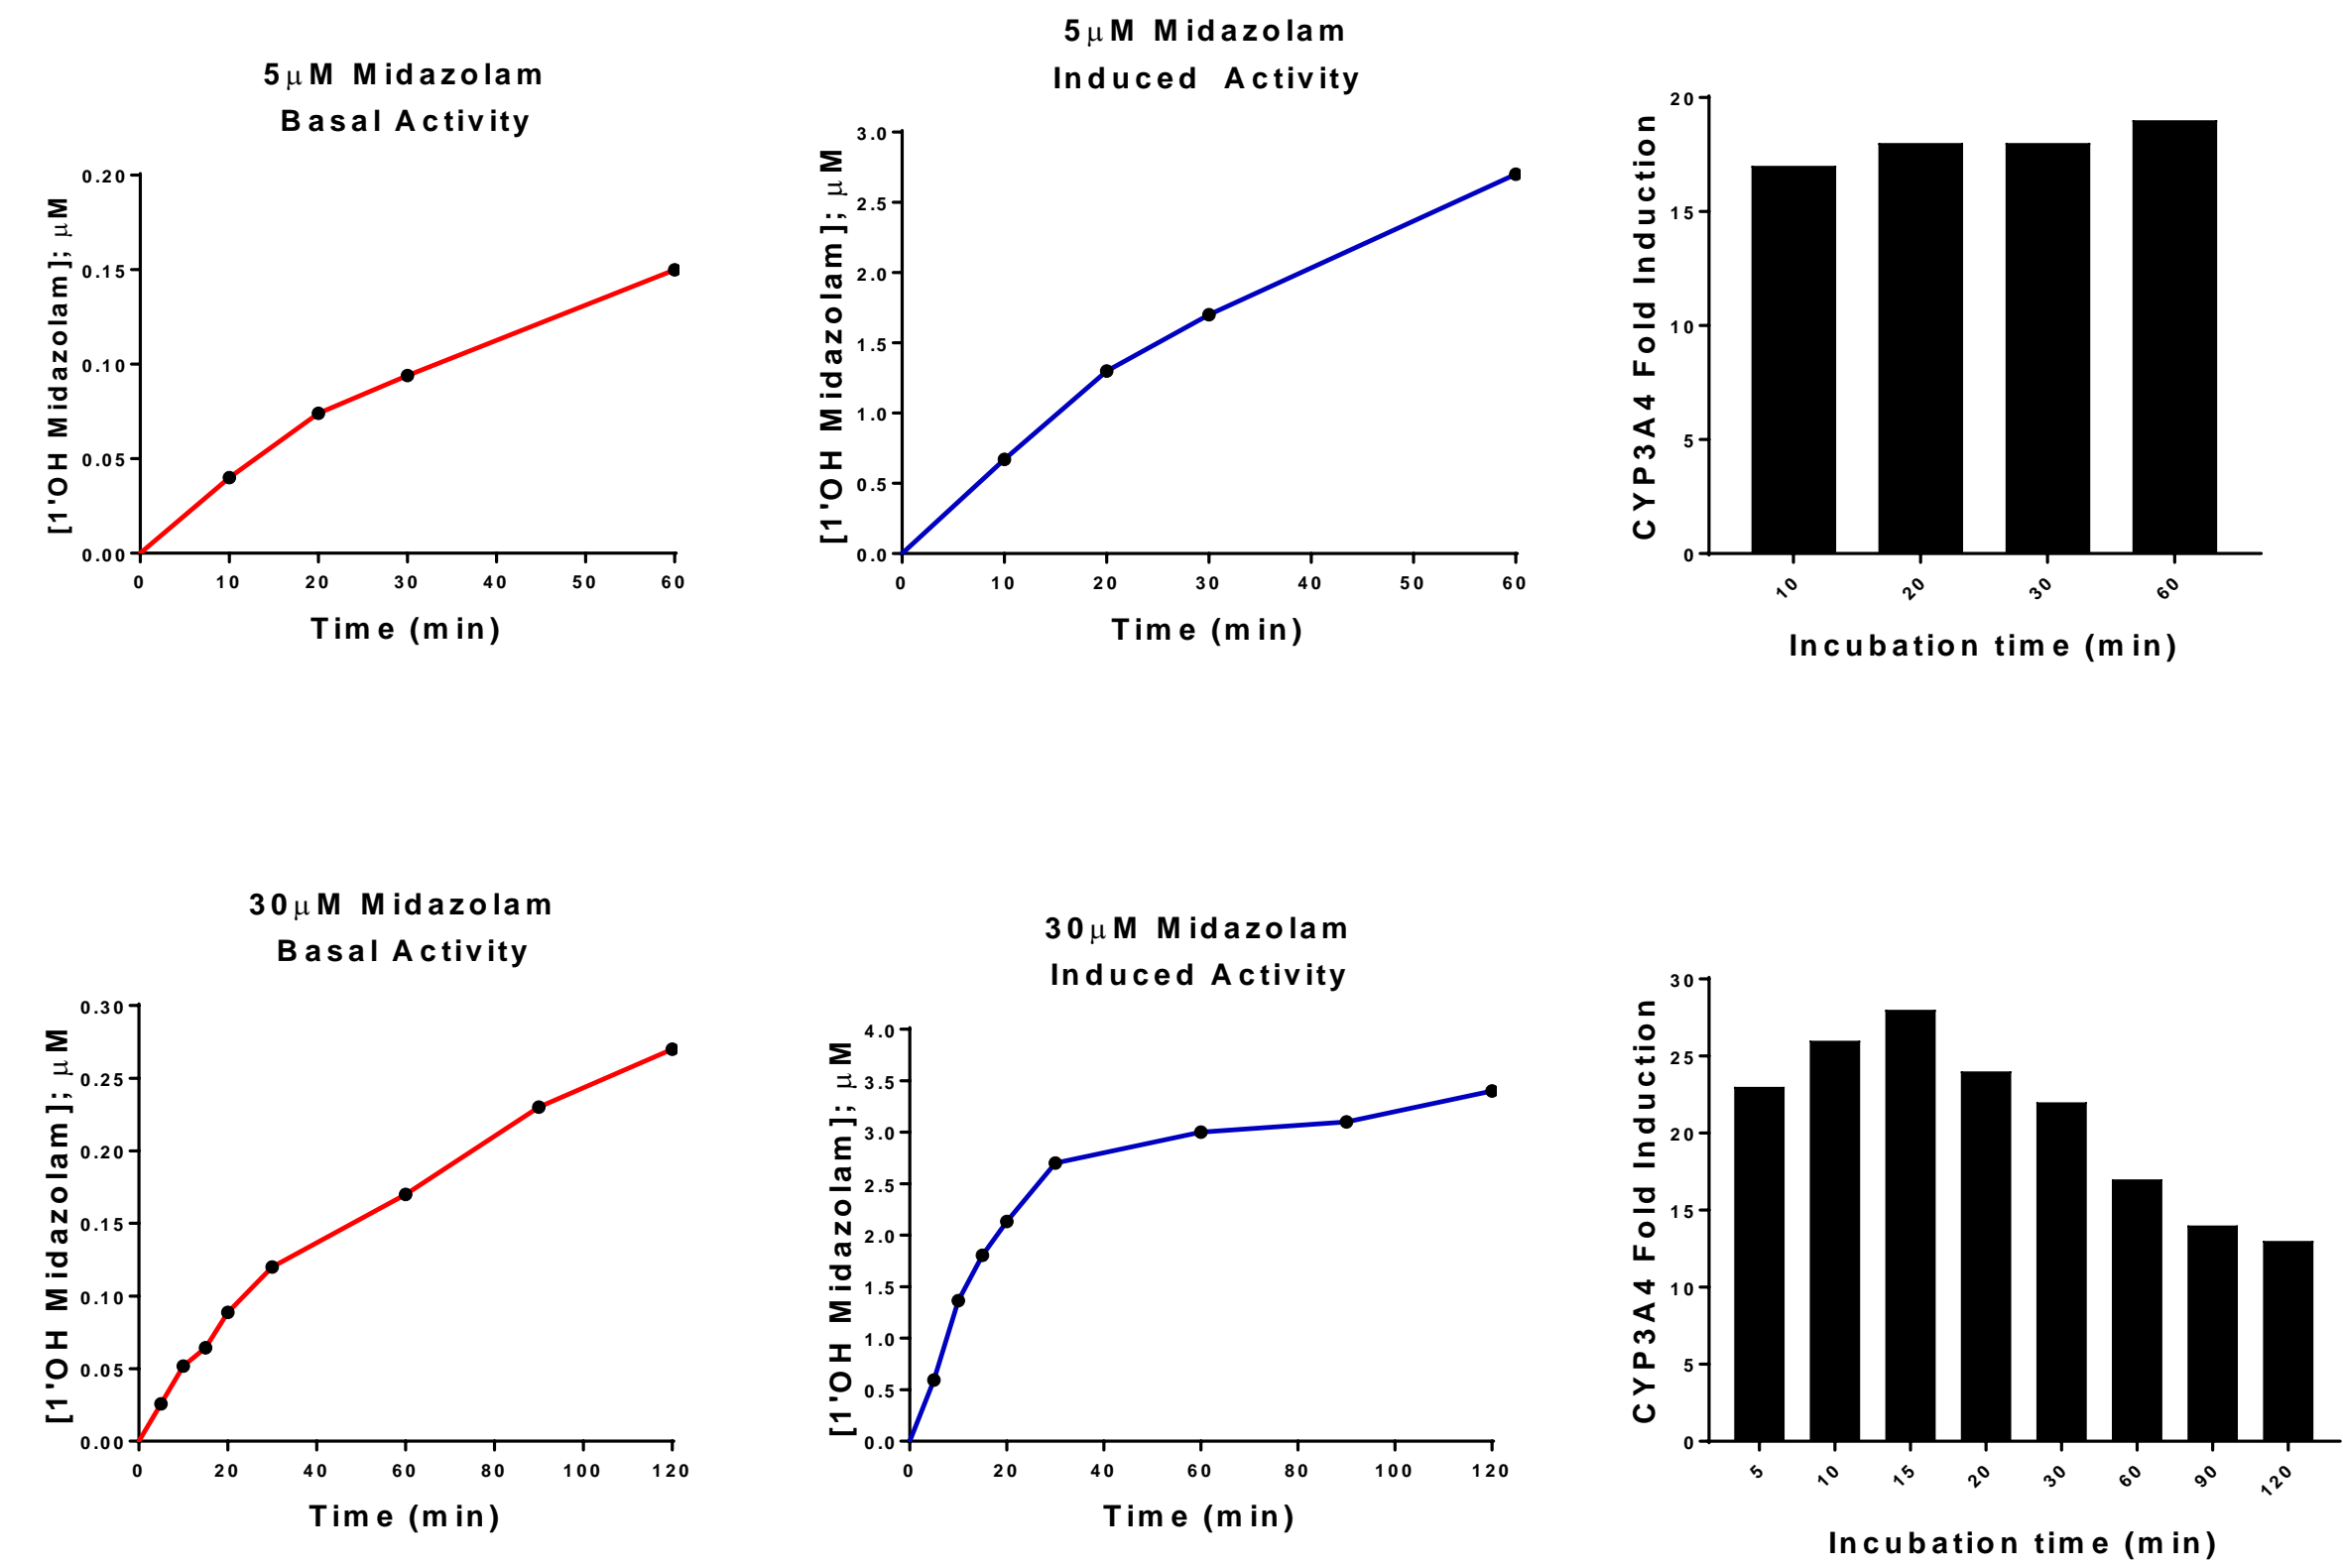 5μM Midazolam
Basal Activity
[1'OH Midazolam]; μM
0.20
0.15
0.10
0.05
0.00
0 10 20 30 40 50 60
Time (min)
5μM Midazolam
Induced Activity
[1'OH Midazolam]; μM
3.0
2.5
2.0
1.5
1.0
0.5
0.0
0 10 20 30 40 50 60
Time (min)
CYP3A4 Fold Induction
20
15
10
5
0
10 20 30 60
Incubation time (min)
30μM Midazolam
Basal Activity
[1'OH Midazolam]; μM
0.30
0.25
0.20
0.15
0.10
0.05
0.00
0 20 40 60 80 100 120
Time (min)
30μM Midazolam
Induced Activity
[1'OH Midazolam]; μM
4.0
3.5
3.0
2.5
2.0
1.5
1.0
0.5
0.0
0 20 40 60 80 100 120
Time (min)
CYP3A4 Fold Induction
30
25
20
15
10
5
0
5 10 15 20 30 60 90 120
Incubation time (min)